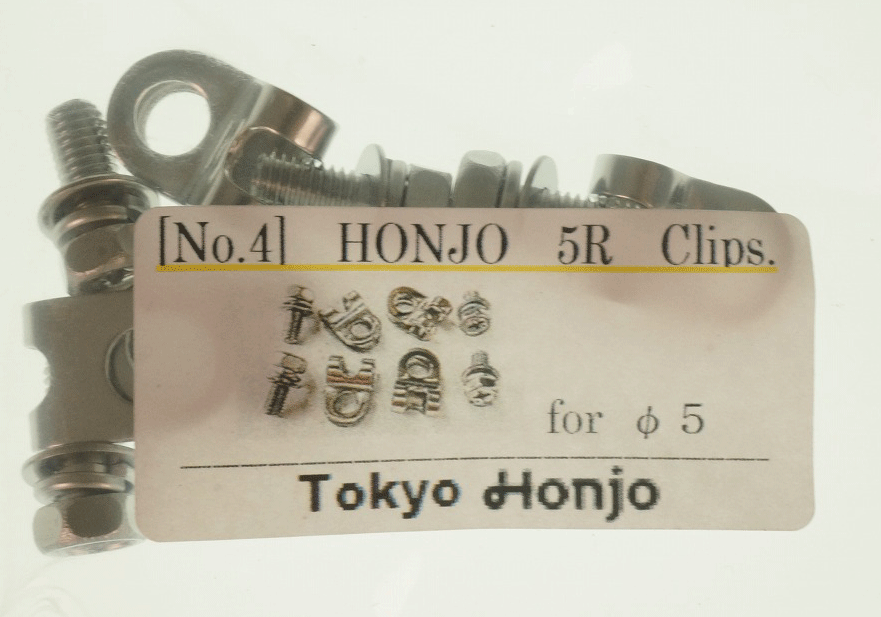 [No.4] HONJO 5R Clips.
for φ 5
Tokyo Honjo